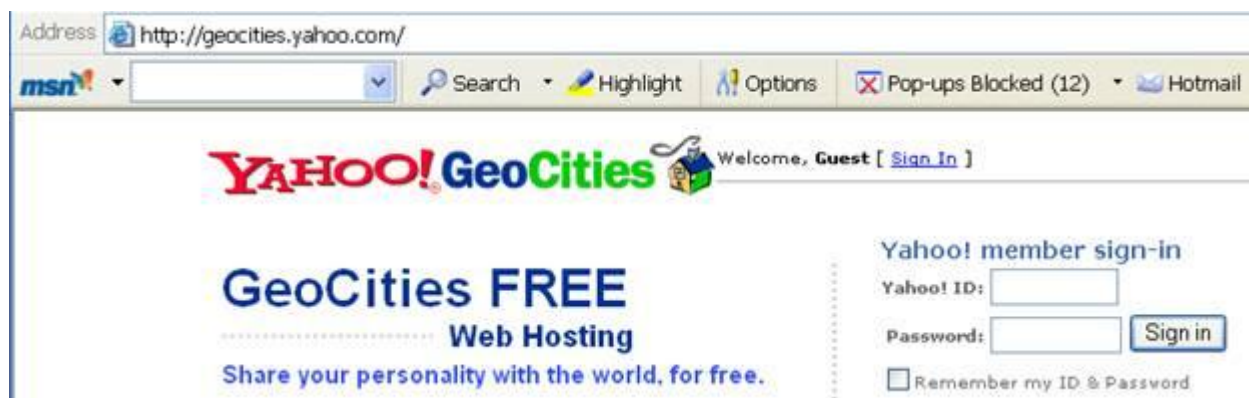 Address http://geocities.yahoo.com/
msn Search Highlight Options Pop-ups Blocked (12) Hotmail
YAHOO! GeoCities Welcome, Guest [ Sign In ]
Yahoo! member sign-in
GeoCities FREE
Yahoo! ID:
Web Hosting
Password: Sign in
Share your personality with the world, for free.
Remember my ID & Password